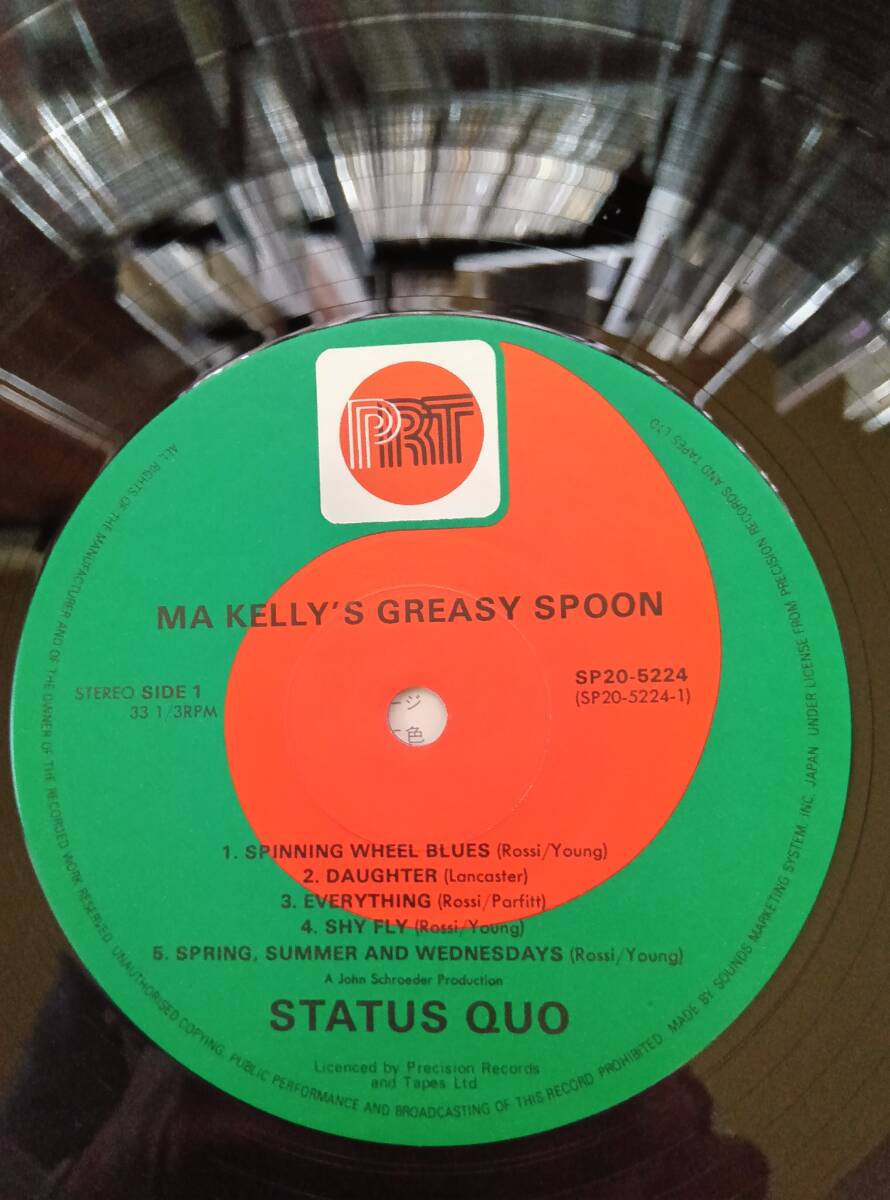 PRT
MA KELLY'S GREASY SPOON
STEREO SIDE 1
33 1/3RPM
SP20-5224
(SP20-5224-1)
ージ
色
1. SPINNING WHEEL BLUES (Rossi/Young)
2. DAUGHTER (Lancaster)
3. EVERYTHING (Rossi/Parfitt)
4. SHY FLY (Rossi/Young)
5. SPRING, SUMMER AND WEDNESDAYS (Rossi/Young)
A John Schroeder Production
STATUS QUO
Licenced by Precision Records
and Tapes Ltd
ALL RIGHTS OF THE MANUFACTURER AND OF THE OWNER OF THE RECORDED WORK RESERVED. UNAUTHORISED COPYING, PUBLIC PERFORMANCE AND BROADCASTING OF THIS RECORD PROHIBITED. MADE BY SOUNDS MARKETING SYSTEM, INC. JAPAN UNDER LICENSE FROM PRECISION RECORDS AND TAPES LTD.